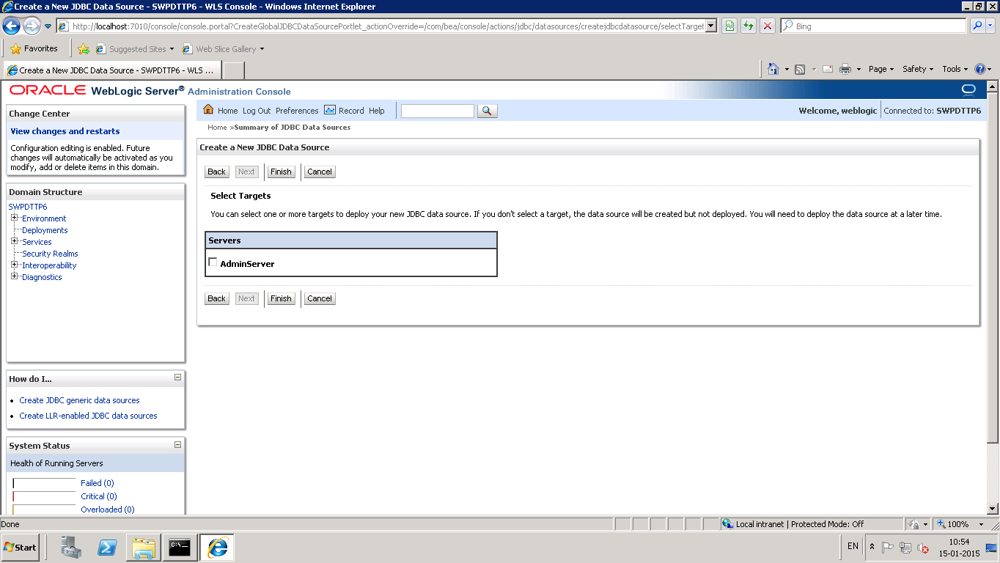 Create a New JDBC Data Source - SWPDTTP6 - WLS Console - Windows Internet Explorer
http://localhost:7010/console/console.portal?CreateGlobalJDBCDataSourcePortlet_actionOverride=/com/bea/console/actions/jdbc/datasources/createjdbcdatasource/selectTarget
Bing
Favorites
Suggested Sites
Web Slice Gallery
Create a New JDBC Data Source - SWPDTTP6 - WLS ...
Page
Safety
Tools
ORACLE WebLogic Server® Administration Console
Change Center
View changes and restarts
Configuration editing is enabled. Future
changes will automatically be activated as you
modify, add or delete items in this domain.
Domain Structure
SWPDTTP6
Environment
Deployments
Services
Security Realms
Interoperability
Diagnostics
How do I...
Create JDBC generic data sources
Create LLR-enabled JDBC data sources
System Status
Health of Running Servers
Failed (0)
Critical (0)
Overloaded (0)
Home Log Out Preferences Record Help
Welcome, weblogic Connected to: SWPDTTP6
Home >Summary of JDBC Data Sources
Create a New JDBC Data Source
Back Next Finish Cancel
Select Targets
You can select one or more targets to deploy your new JDBC data source. If you don't select a target, the data source will be created but not deployed. You will need to deploy the data source at a later time.
Servers
AdminServer
Back Next Finish Cancel
Done
Local intranet | Protected Mode: Off
100%
Start
C:\
EN
10:54
15-01-2015